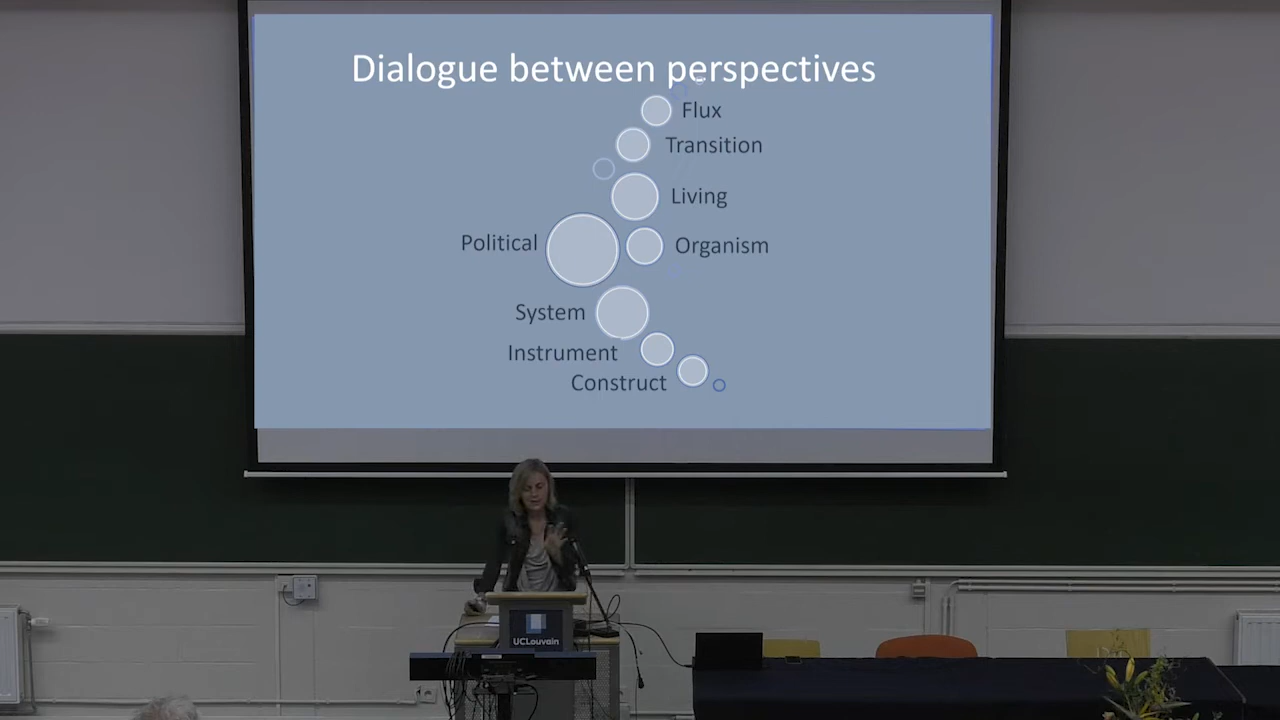 Dialogue between perspectives
Flux
Transition
Living
Political
Organism
System
Instrument
Construct
UCLouvain